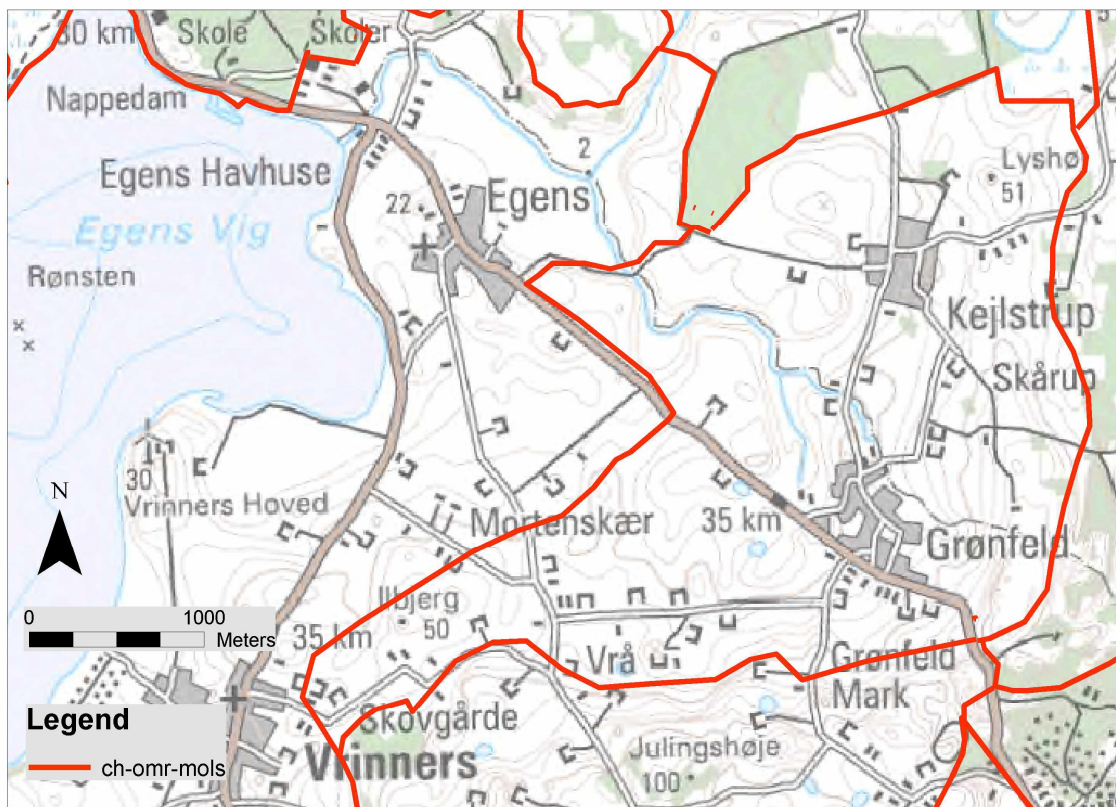 30 km
Skole
Skoler
Nappedam
Egens Havhuse
2
Egens
22
Egens Vig
Rønsten
Lyshø
51
Kejlstrup
Skårup
30
Vrinners Hoved
Mortenskær
35 km
Grønfeld
N
0
1000
Meters
Ilbjerg
50
35 km
Vrå
Grønfeld
Mark
Skovgårde
Legend
ch-omr-mols
Vrinners
Julingshøje
100